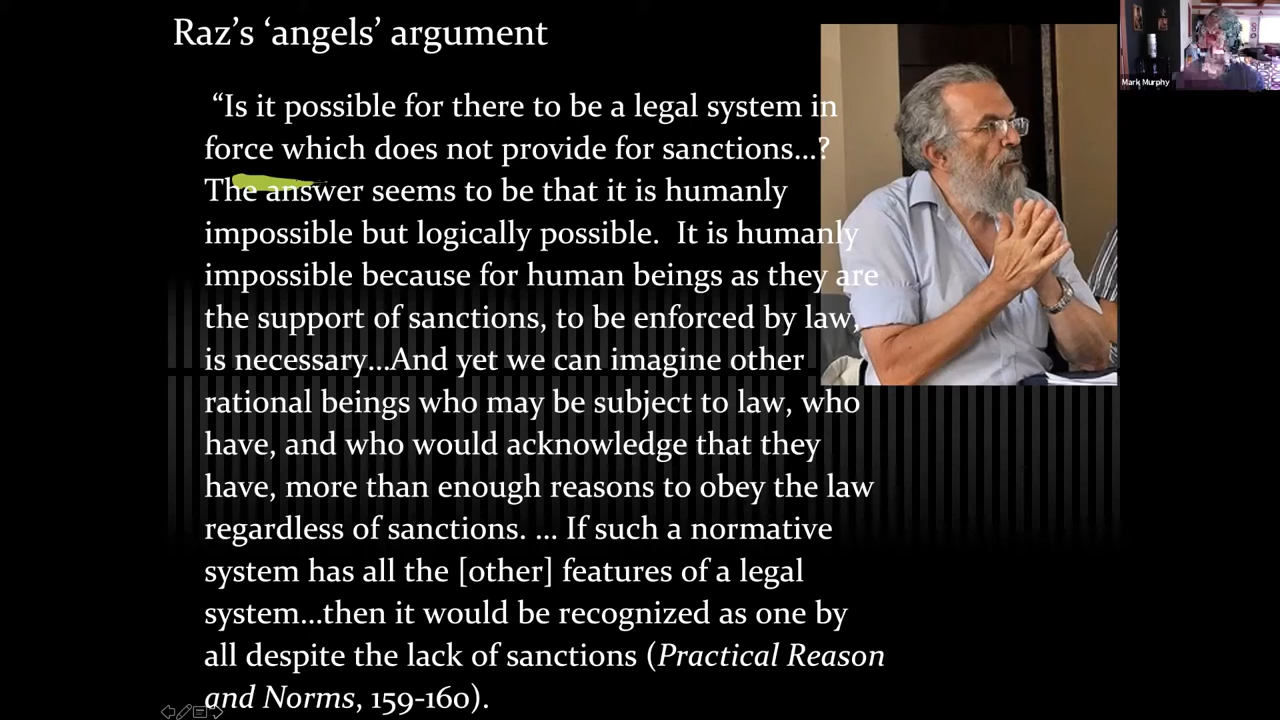 Raz's 'angels' argument
Mark Murphy
"Is it possible for there to be a legal system in
force which does not provide for sanctions...?
The answer seems to be that it is humanly
impossible but logically possible.  It is humanly
impossible because for human beings as they are
the support of sanctions, to be enforced by law,
is necessary...And yet we can imagine other
rational beings who may be subject to law, who
have, and who would acknowledge that they
have, more than enough reasons to obey the law
regardless of sanctions. ... If such a normative
system has all the [other] features of a legal
system...then it would be recognized as one by
all despite the lack of sanctions (Practical Reason
and Norms, 159-160).